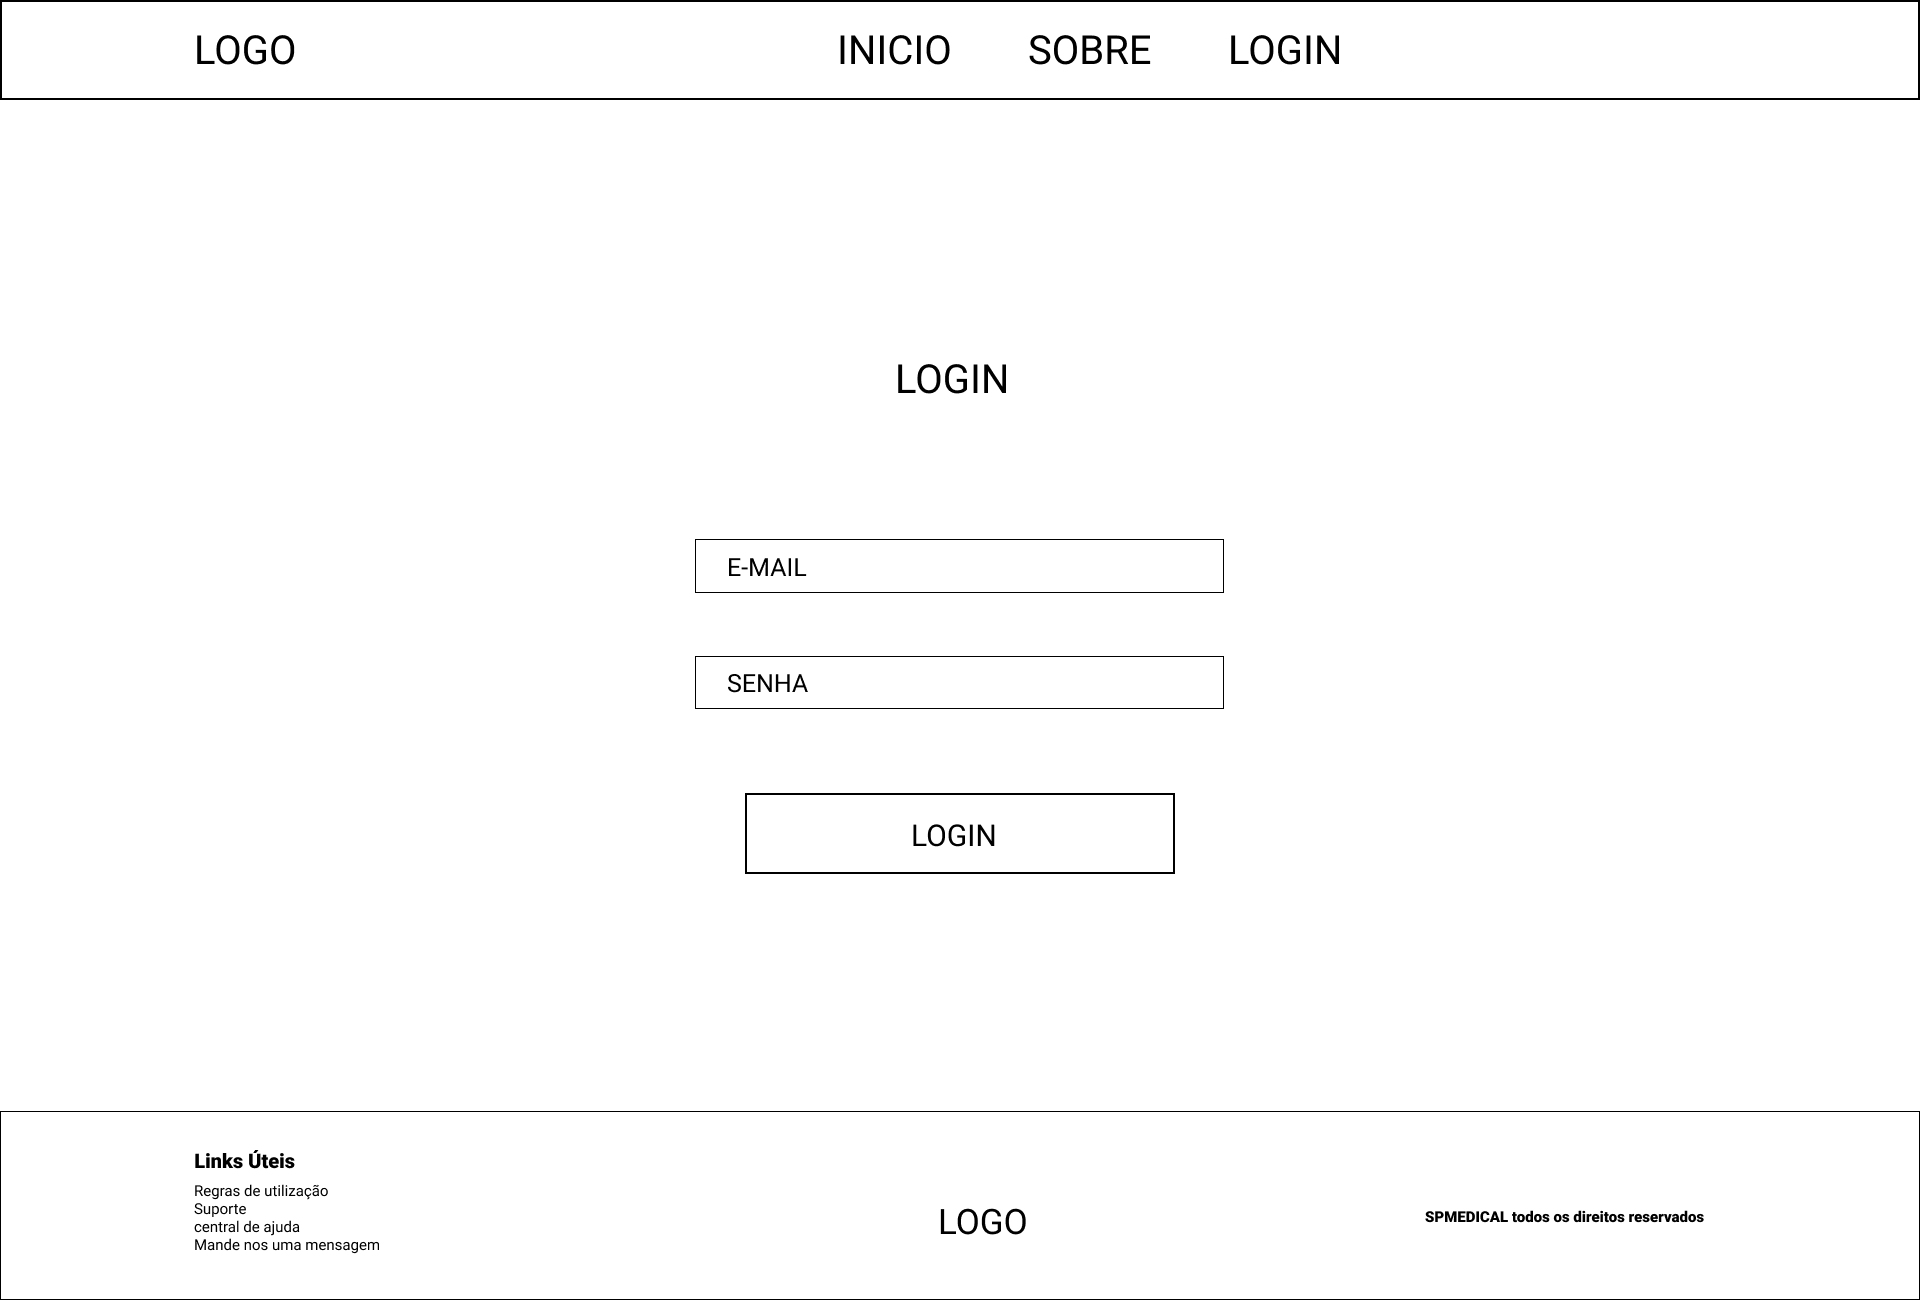 LOGO
INICIO
SOBRE
LOGIN
LOGIN
E-MAIL
SENHA
LOGIN
Links Úteis
Regras de utilização
Suporte
central de ajuda
Mande nos uma mensagem
LOGO
SPMEDICAL todos os direitos reservados